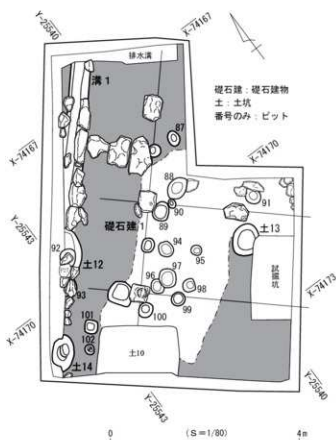 Y-25540
X-74167
排水溝
溝1
礎石建：礎石建物
土：土坑
番号のみ：ピット
X-74167
87
X-74170
88
91
90
礎石建1
89
土13
Y-25543
92
94
95
土12
試掘坑
97
96
98
X-74173
93
99
101
100
X-74170
102
土10
土14
Y-25543
Y-25540
0
(S=1/80)
4m